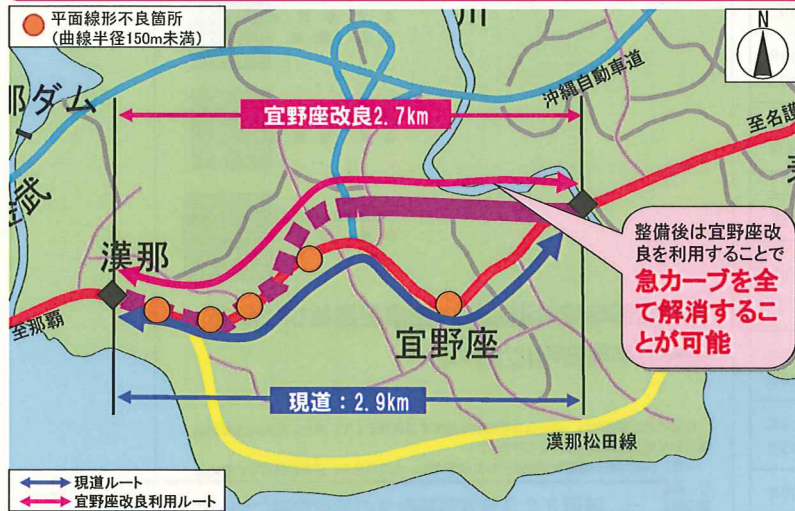 平面線形不良箇所
(曲線半径150m未満)
N
川
那ダム
沖縄自動車道
至名護
宜野座改良2.7km
武
漢那
整備後は宜野座改
良を利用することで
急カーブを全
て解消するこ
とが可能
至那覇
宜野座
現道：2.9km
漢那松田線
現道ルート
宜野座改良利用ルート